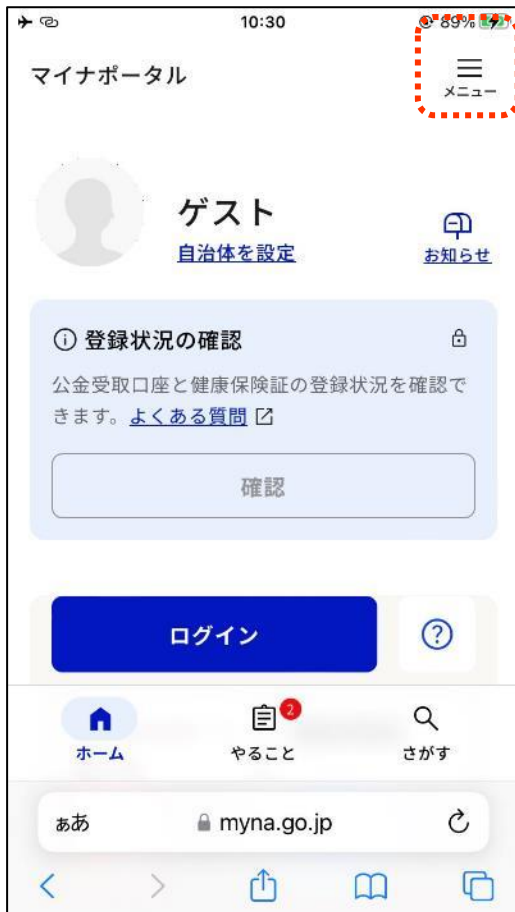 10:30
89%
マイナポータル
メニュー
ゲスト
自治体を設定
お知らせ
登録状況の確認
公金受取口座と健康保険証の登録状況を確認で
きます。よくある質問
確認
ログイン
?
2
ホーム
やること
さがす
ぁあ
myna.go.jp